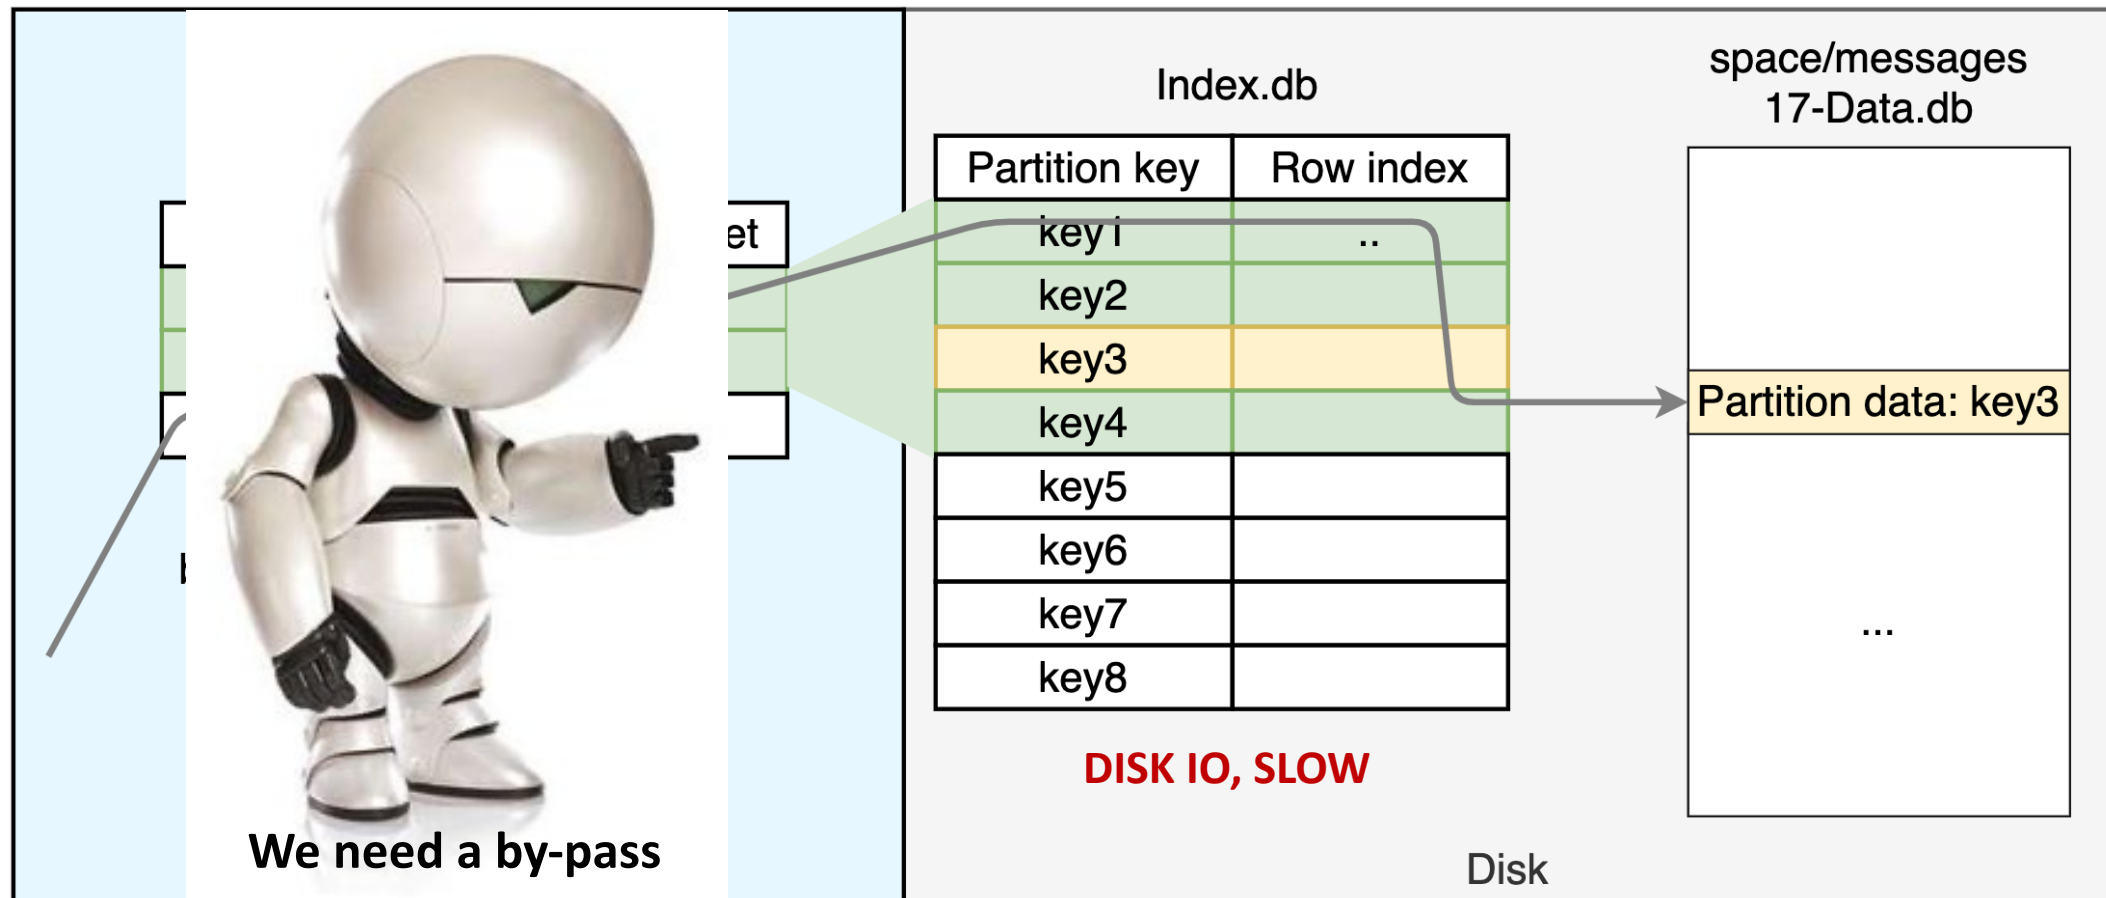 We need a by-pass
Index.db
Partition key Row index
key1 ..
key2
key3
key4
key5
key6
key7
key8
DISK IO, SLOW
space/messages
17-Data.db
Partition data: key3
...
Disk